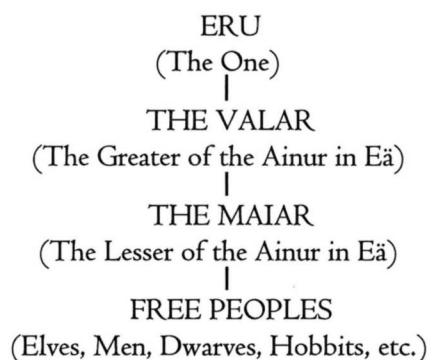 ERU
(The One)
THE VALAR
(The Greater of the Ainur in Eä)
THE MAIAR
(The Lesser of the Ainur in Eä)
FREE PEOPLES
(Elves, Men, Dwarves, Hobbits, etc.)